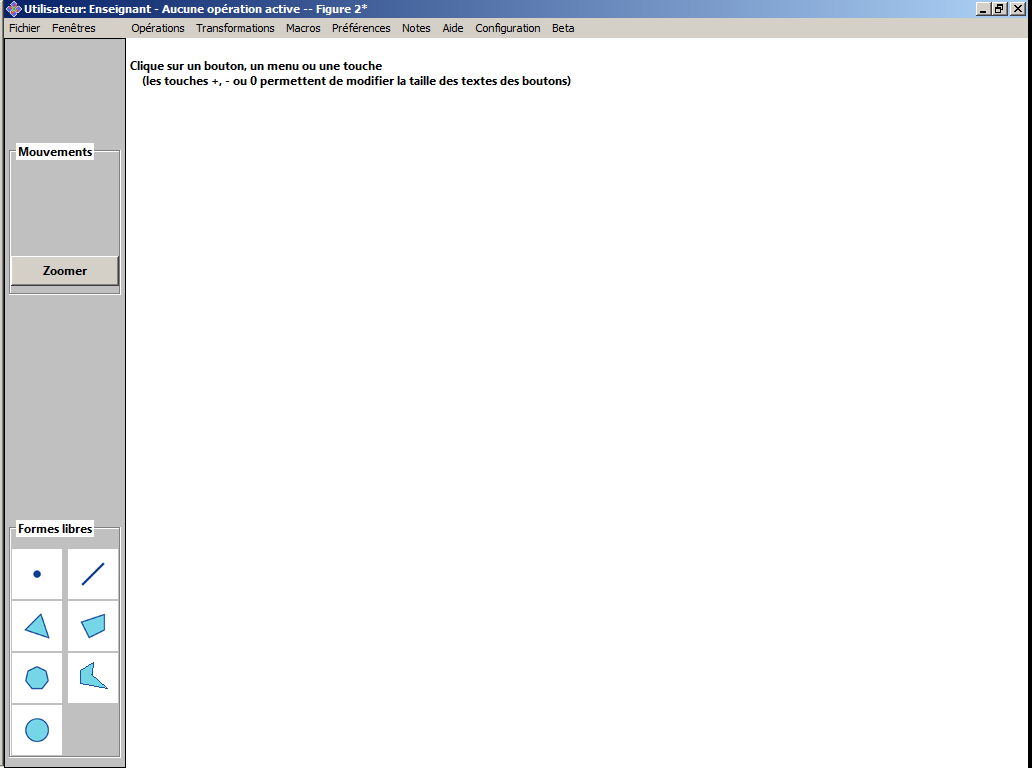 Utilisateur: Enseignant - Aucune opération active -- Figure 2*
Fichier Fenêtres Opérations Transformations Macros Préférences Notes Aide Configuration Beta
Clique sur un bouton, un menu ou une touche
(les touches +, - ou 0 permettent de modifier la taille des textes des boutons)
Mouvements
Zoomer
Formes libres